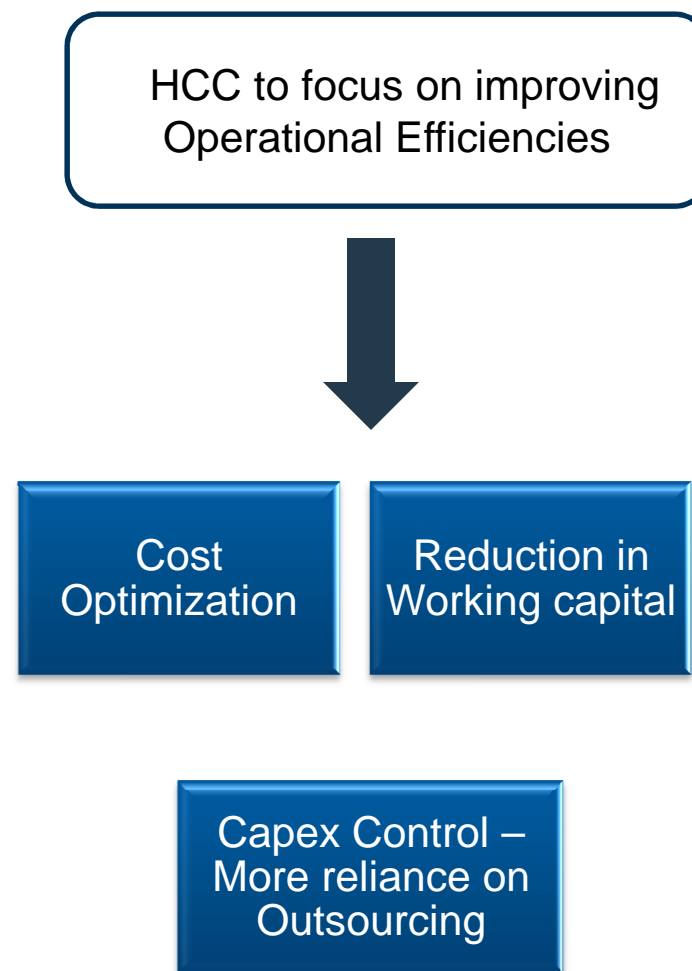 HCC to focus on improving
Operational Efficiencies
Cost
Optimization
Reduction in
Working capital
Capex Control –
More reliance on
Outsourcing